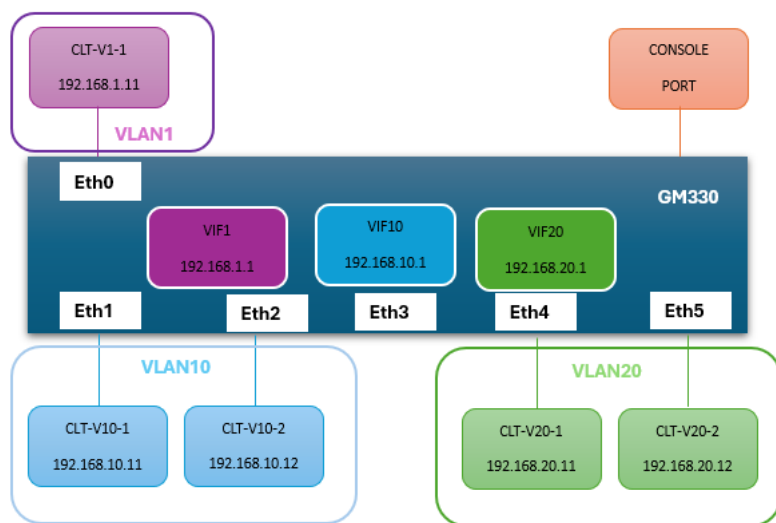 CLT-V1-1
192.168.1.11
VLAN1
CONSOLE
PORT
Eth0
GM330
VIF1
192.168.1.1
VIF10
192.168.10.1
VIF20
192.168.20.1
Eth1
Eth2
Eth3
Eth4
Eth5
VLAN10
CLT-V10-1
192.168.10.11
CLT-V10-2
192.168.10.12
VLAN20
CLT-V20-1
192.168.20.11
CLT-V20-2
192.168.20.12